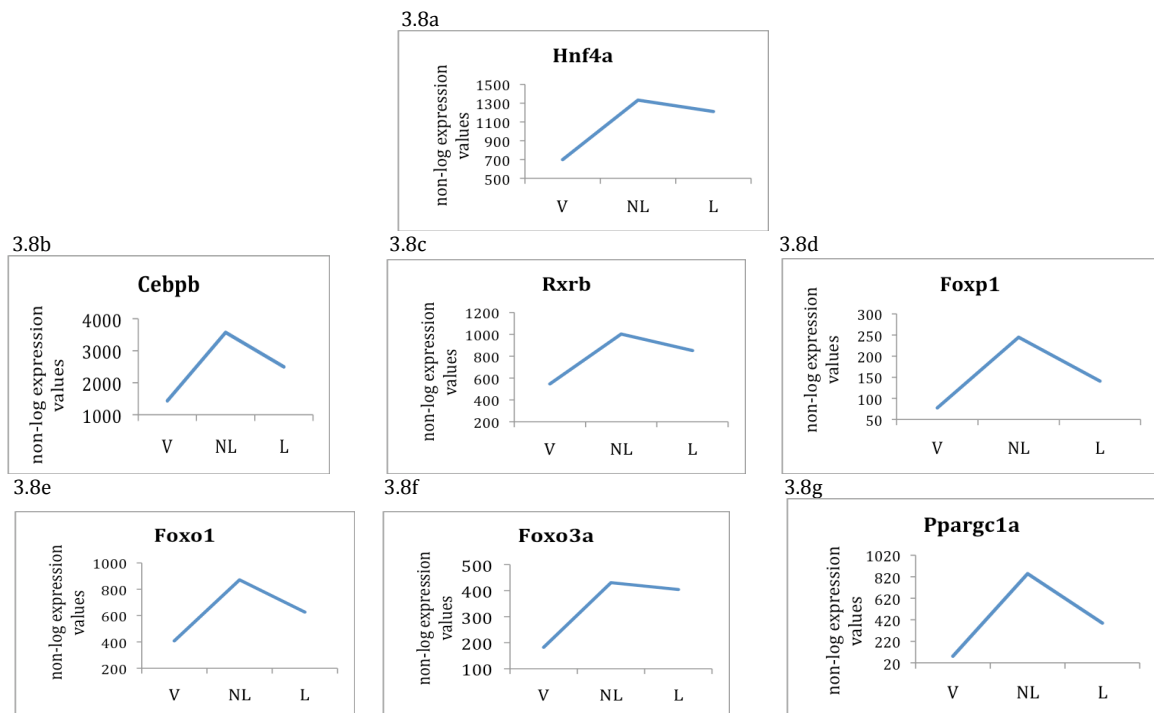 3.8a
Hnf4a
non-log expression
values
1500
1300
1100
900
700
500
V NL L
3.8b
Cebpb
non-log expression
values
4000
3000
2000
1000
V NL L
3.8c
Rxrb
non-log expression
values
1200
1000
800
600
400
200
V NL L
3.8d
Foxp1
non-log expression
values
300
250
200
150
100
50
V NL L
3.8e
Foxo1
non-log expression
values
1000
800
600
400
200
V NL L
3.8f
Foxo3a
non-log expression
values
500
400
300
200
100
V NL L
3.8g
Ppargc1a
non-log expression
values
1020
820
620
420
220
20
V NL L